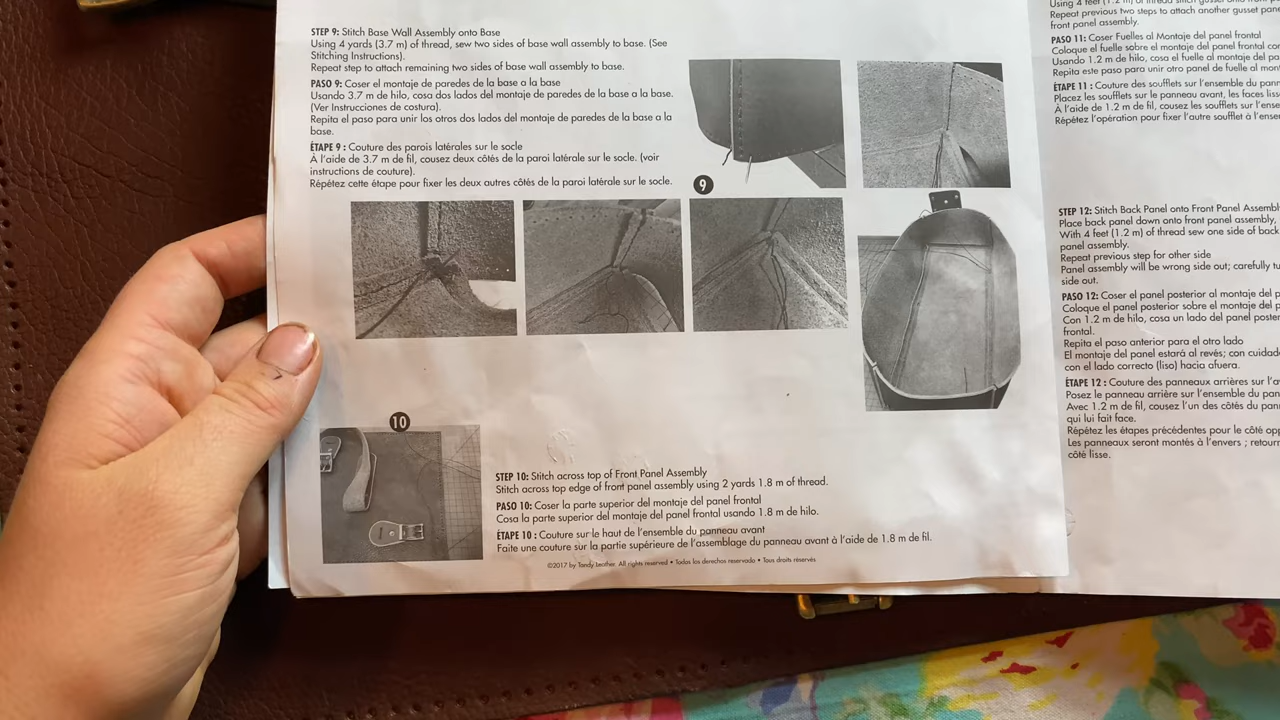 STEP 9: Stitch Base Wall Assembly onto Base
Using 4 yards (3.7 m) of thread, sew two sides of base wall assembly to base. (See
Stitching Instructions).
Repeat step to attach remaining two sides of base wall assembly to base.
PASO 9: Coser el montaje de paredes de la base a la base
Usando 3.7 m de hilo, cosa dos lados del montaje de paredes de la base a la base.
(Ver Instrucciones de costura).
Repita el paso para unir los otros dos lados del montaje de paredes de la base a la
base.
ÉTAPE 9 : Couture des parois latérales sur le socle
À l'aide de 3.7 m de fil, cousez deux côtés de la paroi latérale sur le socle. (voir
instructions de couture).
Répétez cette étape pour fixer les deux autres côtés de la paroi latérale sur le socle.
9
10
STEP 10: Stitch across top of Front Panel Assembly
Stitch across top edge of front panel assembly using 2 yards 1.8 m of thread.
PASO 10: Coser la parte superior del montaje del panel frontal
Cosa la parte superior del montaje del panel frontal usando 1.8 m de hilo.
ÉTAPE 10 : Couture sur le haut de l'ensemble du panneau avant
Faite une couture sur la partie supérieure de l'assemblage du panneau avant à l'aide de 1.8 m de fil.
©2017 by Tandy Leather. All rights reserved • Todos los derechos reservado • Tous droits réservés
Using 4 feet
Repeat previous two steps to attach another gusset
front panel assembly.
PASO 11: Coser Fuelles al Montaje del panel frontal
Coloque el fuelle sobre el montaje del panel frontal
Usando 1.2 m de hilo, cosa el fuelle al montaje del
Repita este paso para unir otro panel de fuelle al
ÉTAPE 11 : Couture des soufflets sur l'ensemble du
Placez les soufflets sur le panneau avant, les faces
À l'aide de 1.2 m de fil, cousez les soufflets sur
Répétez l'opération pour fixer l'autre soufflet à
STEP 12: Stitch Back Panel onto Front Panel
Place back panel down onto front panel assembly,
With 4 feet (1.2 m) of thread sew one side of back
panel assembly.
Repeat previous step for other side
Panel assembly will be wrong side out; carefully
side out.
PASO 12: Coser el panel posterior al montaje del
Coloque el panel posterior sobre el montaje del
Con 1.2 m de hilo, cosa un lado del panel
frontal.
Repita el paso anterior para el otro lado
El montaje del panel estará al revés; con
con el lado correcto (liso) hacia afuera.
ÉTAPE 12 : Couture des panneaux arrières sur
Posez le panneau arrière sur l'ensemble du
Avec 1.2 m de fil, cousez l'un des côtés du
qui lui fait face.
Répétez les étapes précédentes pour le côté
Les panneaux seront montés à l'envers ;
côté lisse.